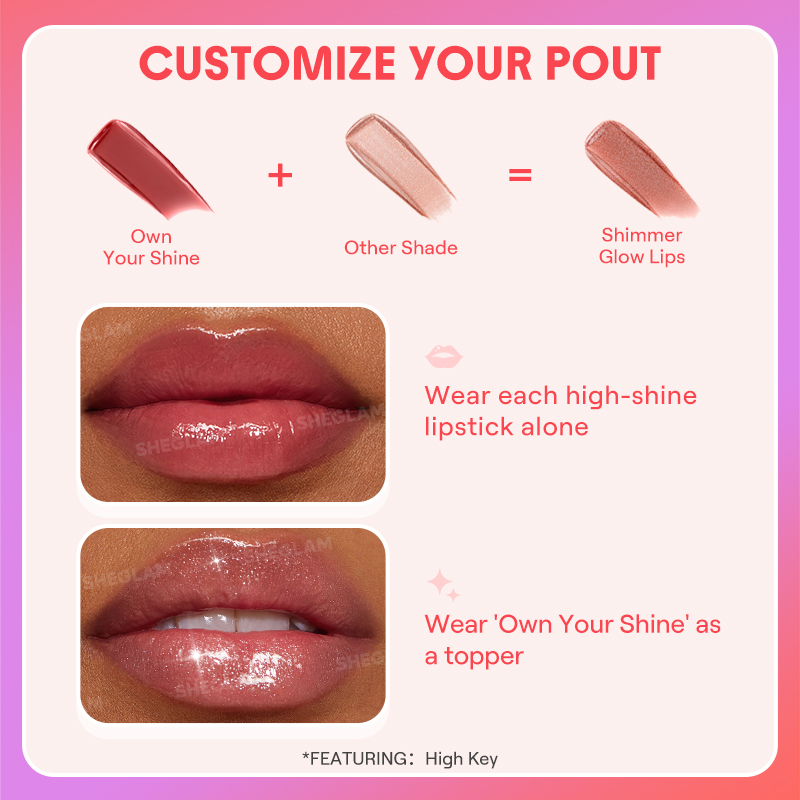 CUSTOMIZE YOUR POUT
+
=
Own
Your Shine
Other Shade
Shimmer
Glow Lips
SHEGLAM
SHEGLAM
SHEGLAM
Wear each high-shine
lipstick alone
SHEGLAM
SHEGLAM
Wear 'Own Your Shine' as
a topper
*FEATURING: High Key